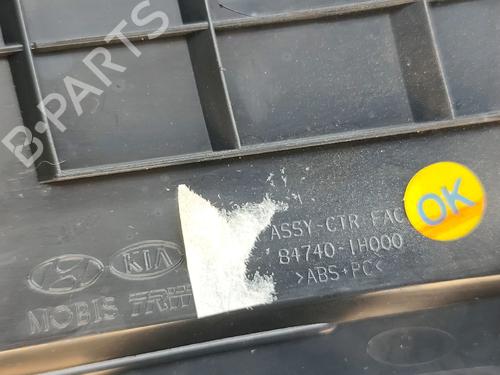 B·PARTS
ASSY-CTR FAC
84740-1H000
>ABS+PC<
OK
KIA
MOBIS